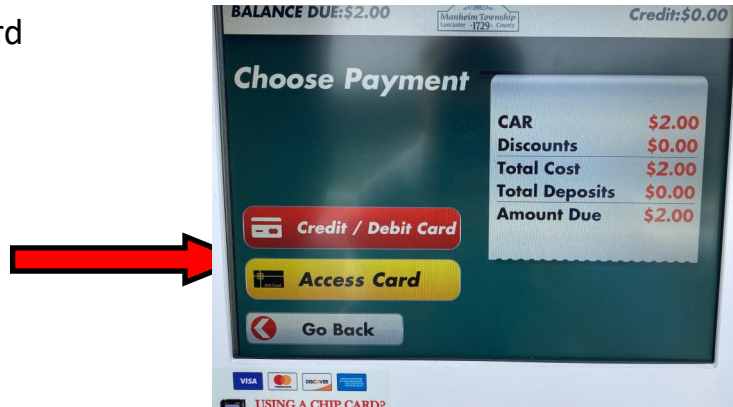 rd
BALANCE DUE:$2.00
Manheim Township
Lancaster -1729- County
Credit:$0.00
Choose Payment
CAR $2.00
Discounts $0.00
Total Cost $2.00
Total Deposits $0.00
Amount Due $2.00
Credit / Debit Card
Access Card
Go Back
VISA
DISCOVER
USING A CHIP CARD?